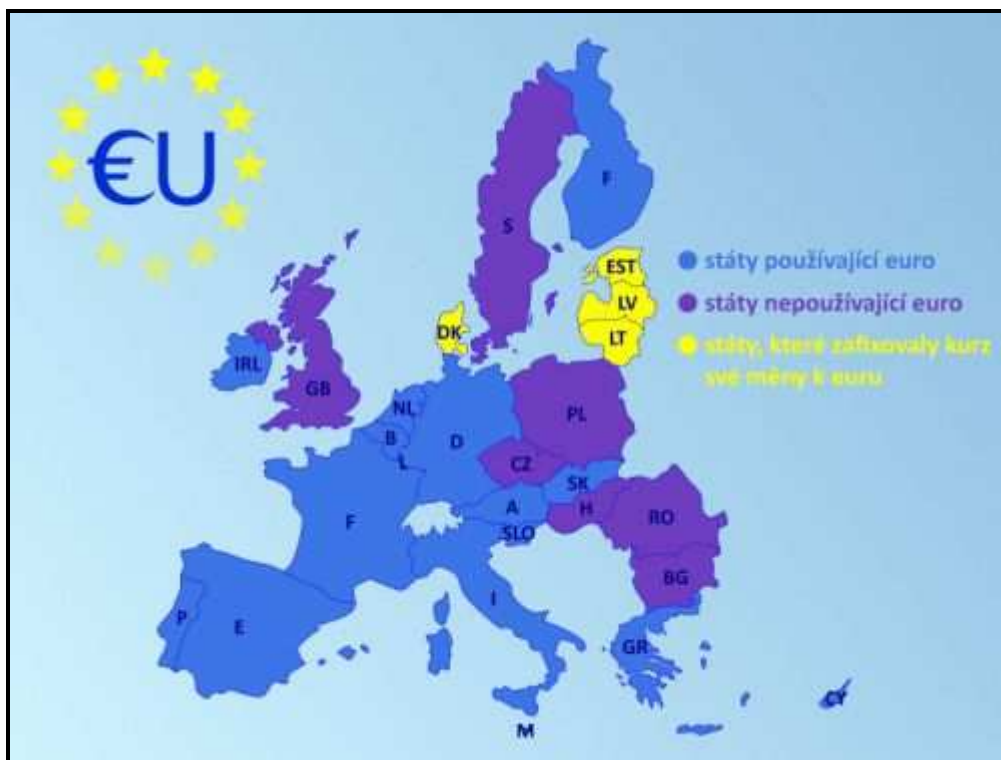 €U
F
S
EST
LV
LT
DK
IRL
GB
NL
B
L
D
PL
CZ
SK
A
H
SLO
F
RO
BG
I
P
E
GR
M
CY
státy používající euro
státy nepoužívající euro
státy, které zafixovaly kurz
své měny k euru